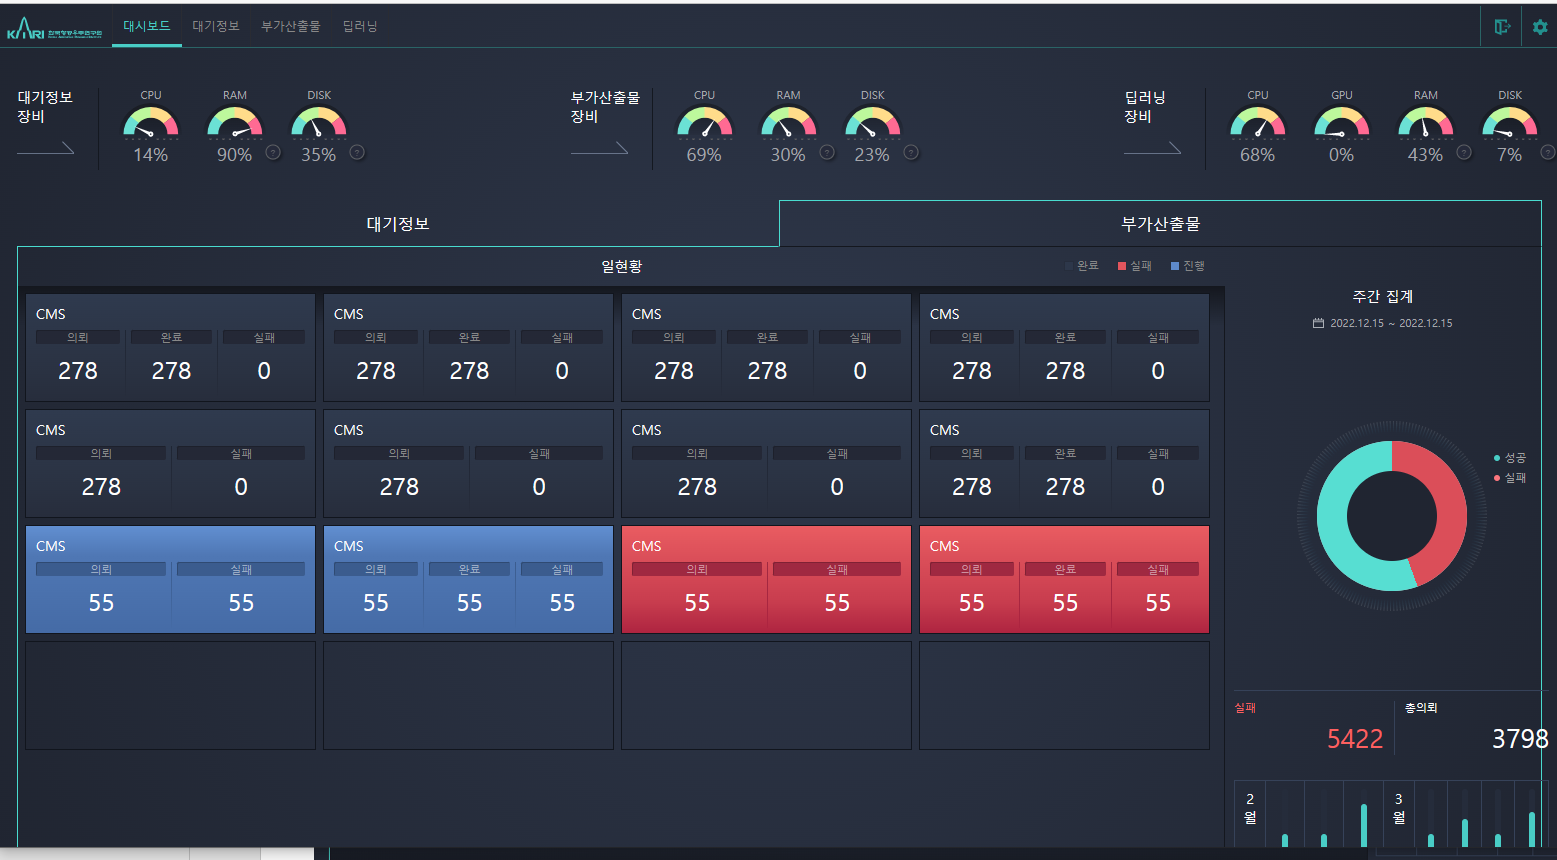 KARI 한국항공우주연구원
대시보드 대기정보 부가산출물 딥러닝
대기정보
장비
CPU RAM DISK
14% 90% ? 35% ?
부가산출물
장비
CPU RAM DISK
69% 30% ? 23% ?
딥러닝
장비
CPU GPU RAM DISK
68% 0% 43% ? 7% ?
대기정보 부가산출물
일현황
완료 실패 진행
CMS CMS CMS CMS
의뢰 완료 실패 의뢰 완료 실패 의뢰 완료 실패 의뢰 완료 실패
278 278 0 278 278 0 278 278 0 278 278 0
CMS CMS CMS CMS
의뢰 실패 의뢰 실패 의뢰 실패 의뢰 완료 실패
278 0 278 0 278 0 278 278 0
CMS CMS CMS CMS
의뢰 실패 의뢰 완료 실패 의뢰 실패 의뢰 완료 실패
55 55 55 55 55 55 55 55 55 55
주간 집계
2022.12.15 ~ 2022.12.15
성공
실패
실패 총의뢰
5422 3798
2 3
월 월